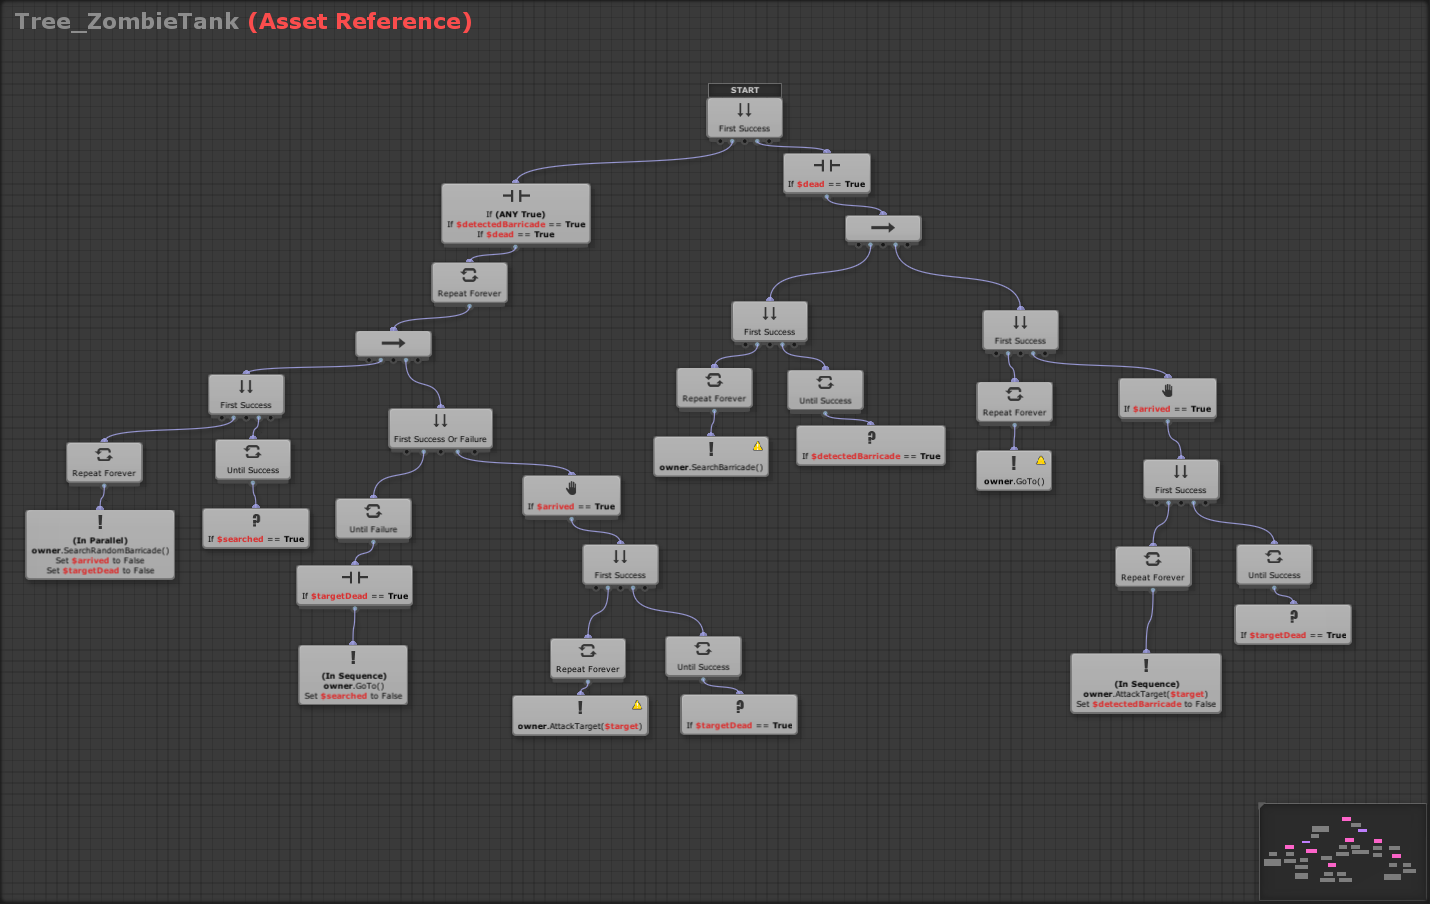 Tree_ZombieTank (Asset Reference)
START
First Success
If $dead == True
If (ANY True)
If $detectedBarricade == True
If $dead == True
Repeat Forever
First Success
First Success
First Success
Repeat Forever
Until Success
Repeat Forever
If $arrived == True
First Success Or Failure
If $detectedBarricade == True
Repeat Forever
Until Success
owner.SearchBarricade()
owner.GoTo()
First Success
(In Parallel)
owner.SearchRandomBarricade()
Set $arrived to False
Set $targetDead to False
If $searched == True
Until Failure
If $arrived == True
First Success
Repeat Forever
Until Success
If $targetDead == True
If $targetDead == True
Repeat Forever
Until Success
(In Sequence)
owner.GoTo()
Set $searched to False
(In Sequence)
owner.AttackTarget($target)
Set $detectedBarricade to False
owner.AttackTarget($target)
If $targetDead == True